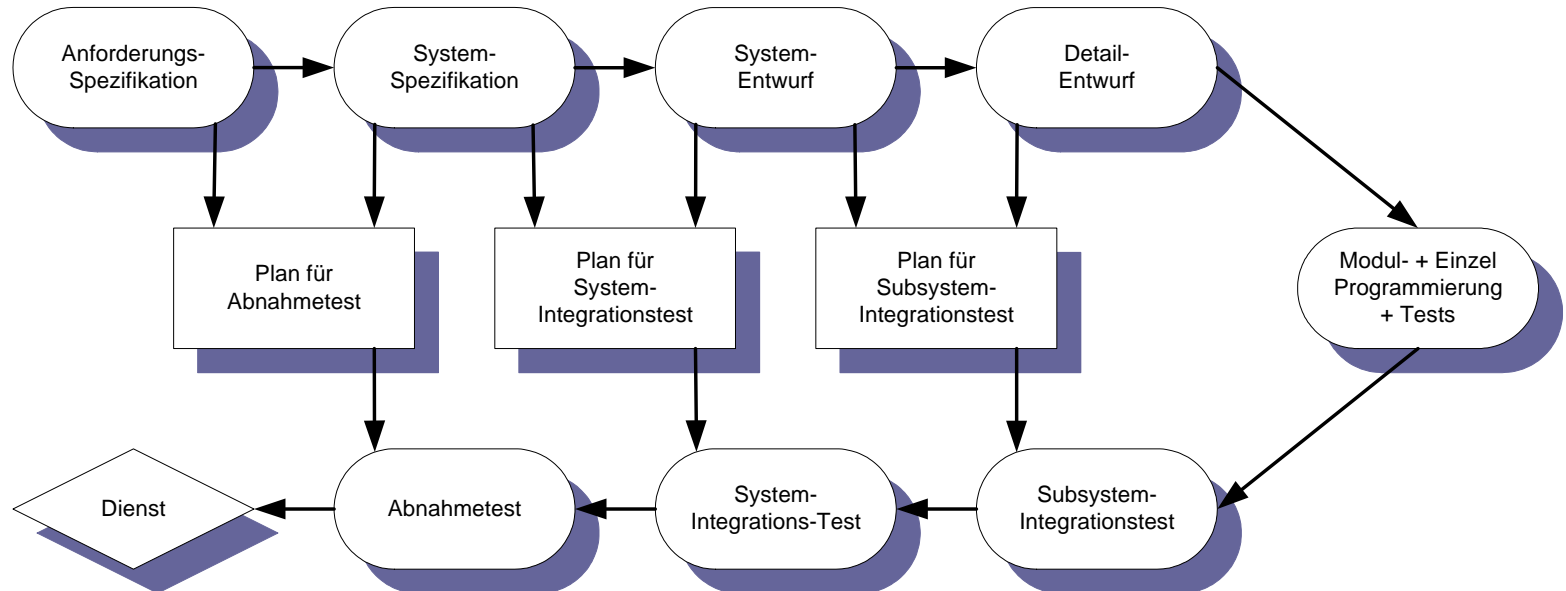 Anforderungs-
Spezifikation
System-
Spezifikation
System-
Entwurf
Detail-
Entwurf
Plan für
Abnahmetest
Plan für
System-
Integrationstest
Plan für
Subsystem-
Integrationstest
Modul- + Einzel
Programmierung
+ Tests
Dienst
Abnahmetest
System-
Integrations-Test
Subsystem-
Integrationstest